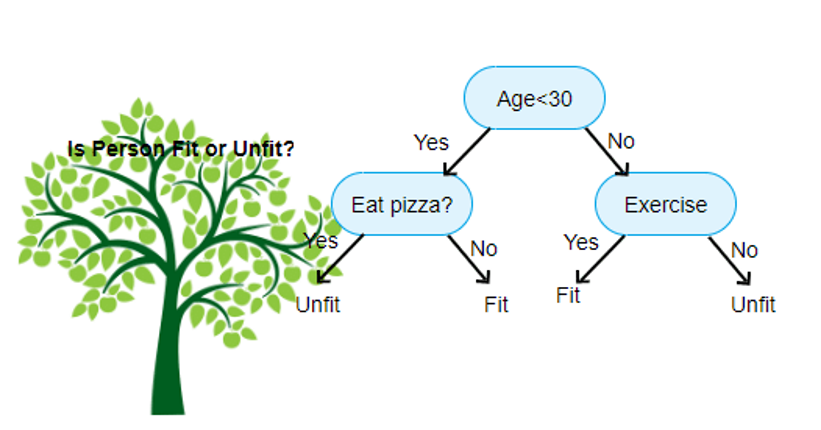 Is Person Fit or Unfit?
Age<30
Yes
No
Eat pizza?
Exercise
Yes
No
Yes
No
Unfit
Fit
Fit
Unfit